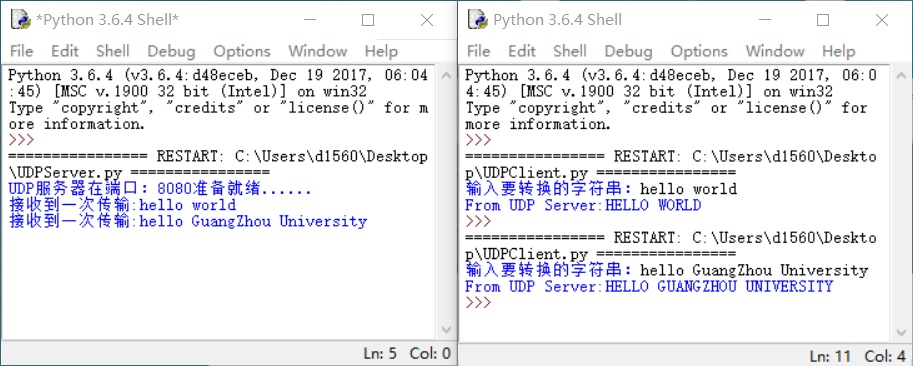 *Python 3.6.4 Shell*
File Edit Shell Debug Options Window Help
Python 3.6.4 (v3.6.4:d48eceb, Dec 19 2017, 06:04
:45) [MSC v.1900 32 bit (Intel)] on win32
Type "copyright", "credits" or "license()" for m
ore information.
>>>
================ RESTART: C:\Users\d1560\Desktop
\UDPServer.py ================
UDP服务器在端口：8080准备就绪......
接收到一次传输:hello world
接收到一次传输:hello GuangZhou University
Ln: 5 Col: 0
Python 3.6.4 Shell
File Edit Shell Debug Options Window Help
Python 3.6.4 (v3.6.4:d48eceb, Dec 19 2017, 06:0
4:45) [MSC v.1900 32 bit (Intel)] on win32
Type "copyright", "credits" or "license()" for
more information.
>>>
================ RESTART: C:\Users\d1560\Deskto
p\UDPClient.py ================
输入要转换的字符串：hello world
From UDP Server:HELLO WORLD
>>>
================ RESTART: C:\Users\d1560\Deskto
p\UDPClient.py ================
输入要转换的字符串：hello GuangZhou University
From UDP Server:HELLO GUANGZHOU UNIVERSITY
>>>
Ln: 11 Col: 4